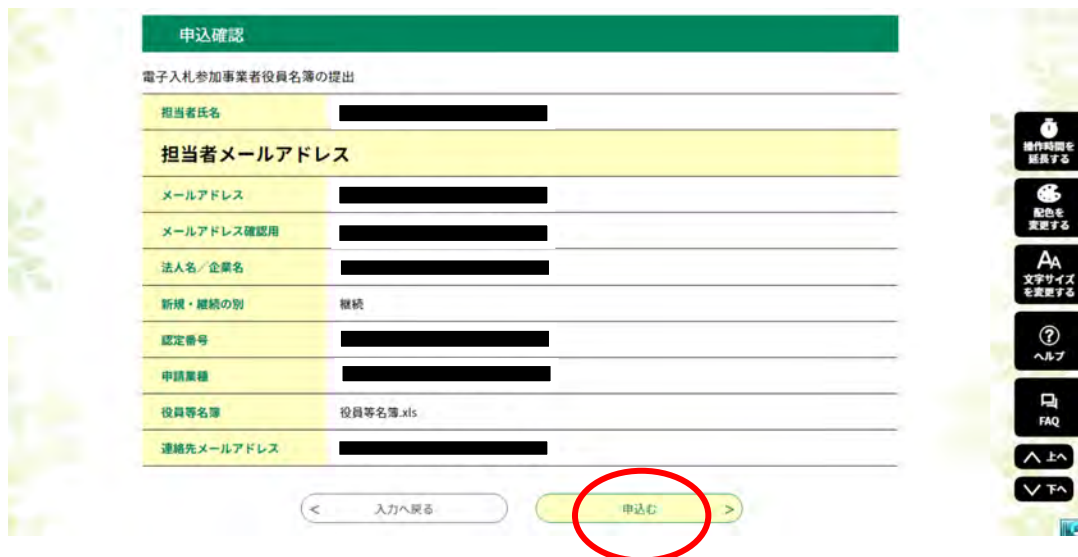 申込確認
電子入札参加事業者役員名簿の提出
担当者氏名
担当者メールアドレス
メールアドレス
メールアドレス確認用
法人名／企業名
新規・継続の別 継続
認定番号
申請業種
役員等名簿 役員等名簿.xls
連絡先メールアドレス
< 入力へ戻る
申込む >
操作時間を
延長する
配色を
変更する
AA
文字サイズ
を変更する
?
ヘルプ
FAQ
上へ
下へ